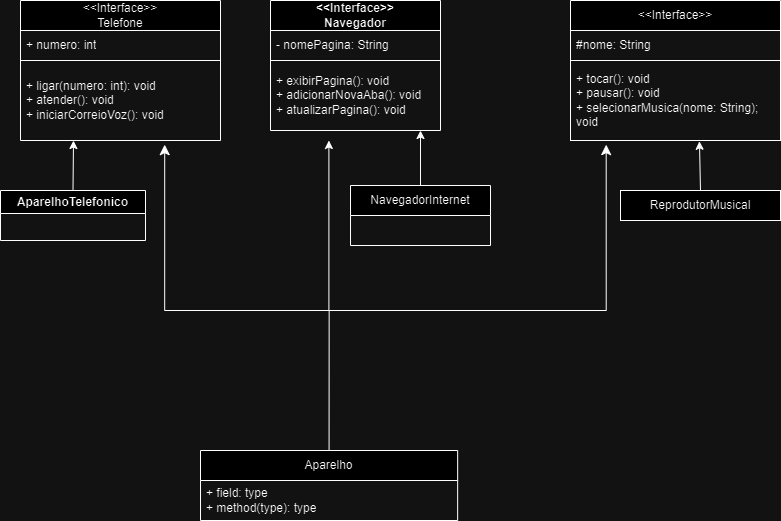 <<Interface>>
Telefone
+ numero: int
+ ligar(numero: int): void
+ atender(): void
+ iniciarCorreioVoz(): void
<<Interface>>
Navegador
- nomePagina: String
+ exibirPagina(): void
+ adicionarNovaAba(): void
+ atualizarPagina(): void
<<Interface>>
#nome: String
+ tocar(): void
+ pausar(): void
+ selecionarMusica(nome: String);
void
AparelhoTelefonico
NavegadorInternet
ReprodutorMusical
Aparelho
+ field: type
+ method(type): type